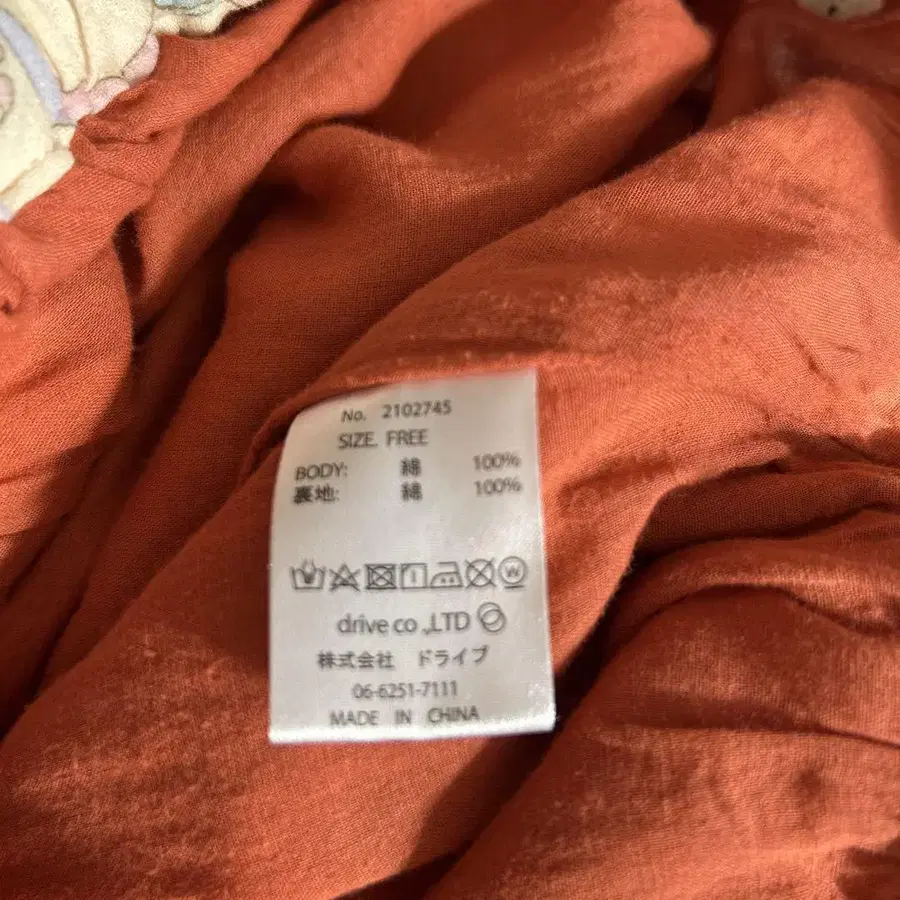 No. 2102745
SIZE. FREE
BODY: 綿 100%
裏地: 綿 100%
W
drive co .,LTD
株式会社 ドライブ
06-6251-7111
MADE IN CHINA